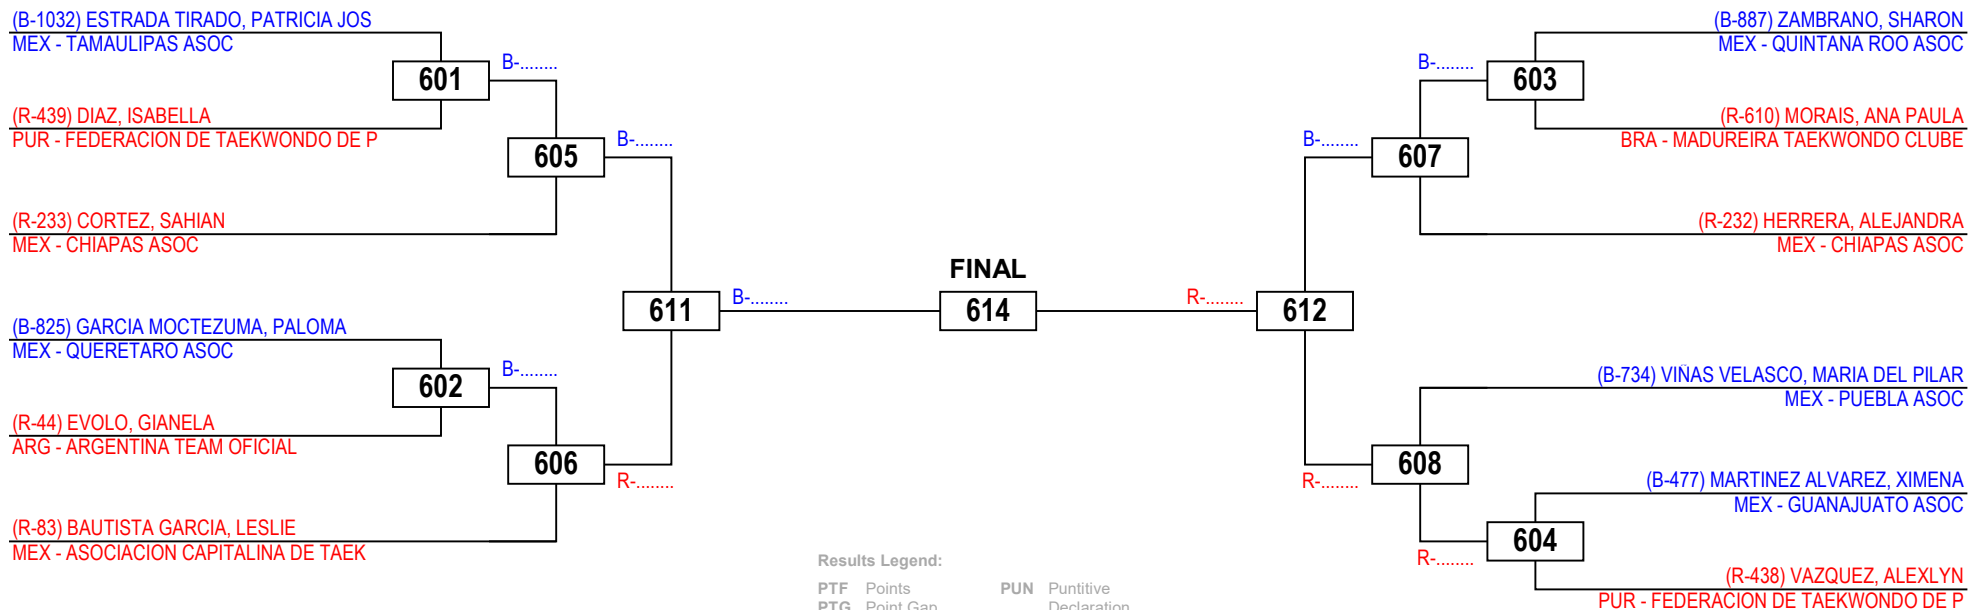 (B-1032) ESTRADA TIRADO, PATRICIA JOS
MEX - TAMAULIPAS ASOC
601
B-........
(R-439) DIAZ, ISABELLA
PUR - FEDERACION DE TAEKWONDO DE P
605
B-........
(R-233) CORTEZ, SAHIAN
MEX - CHIAPAS ASOC
611
B-........
(B-825) GARCIA MOCTEZUMA, PALOMA
MEX - QUERETARO ASOC
602
B-........
(R-44) EVOLO, GIANELA
ARG - ARGENTINA TEAM OFICIAL
606
R-........
(R-83) BAUTISTA GARCIA, LESLIE
MEX - ASOCIACION CAPITALINA DE TAEK
FINAL
614
(B-887) ZAMBRANO, SHARON
MEX - QUINTANA ROO ASOC
B-........
603
(R-610) MORAIS, ANA PAULA
BRA - MADUREIRA TAEKWONDO CLUBE
B-........
607
(R-232) HERRERA, ALEJANDRA
MEX - CHIAPAS ASOC
R-........
612
(B-734) VIÑAS VELASCO, MARIA DEL PILAR
MEX - PUEBLA ASOC
R-........
608
(B-477) MARTINEZ ALVAREZ, XIMENA
MEX - GUANAJUATO ASOC
R-........
604
(R-438) VAZQUEZ, ALEXLYN
PUR - FEDERACION DE TAEKWONDO DE P
Results Legend:
PTF Points PUN Puntitive
PTG Point Gap Declaration